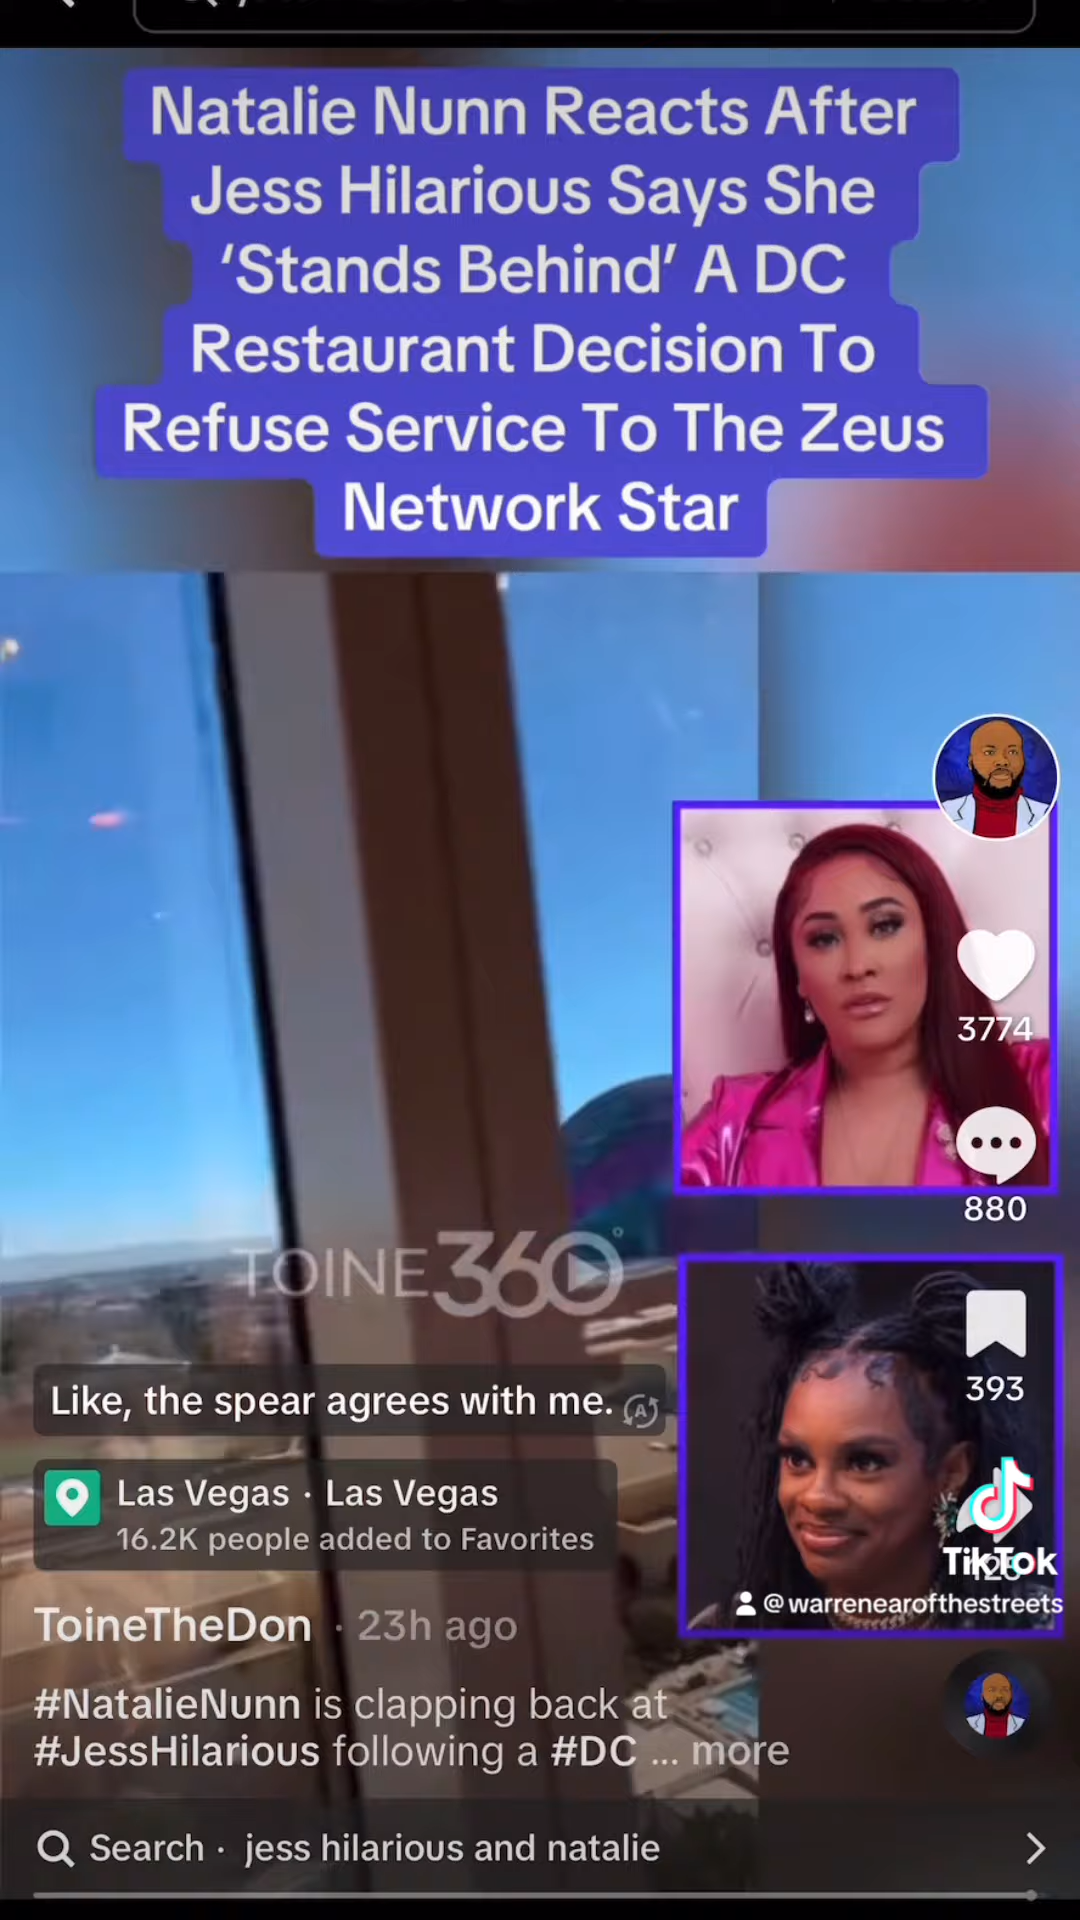 Natalie Nunn Reacts After
Jess Hilarious Says She
‘Stands Behind’ A DC
Restaurant Decision To
Refuse Service To The Zeus
Network Star
3774
880
TOINE 360°
393
Like, the spear agrees with me.
Las Vegas · Las Vegas
16.2K people added to Favorites
TikTok
@warrenearofthestreets
ToineTheDon · 23h ago
#NatalieNunn is clapping back at
#JessHilarious following a #DC ... more
Search · jess hilarious and natalie